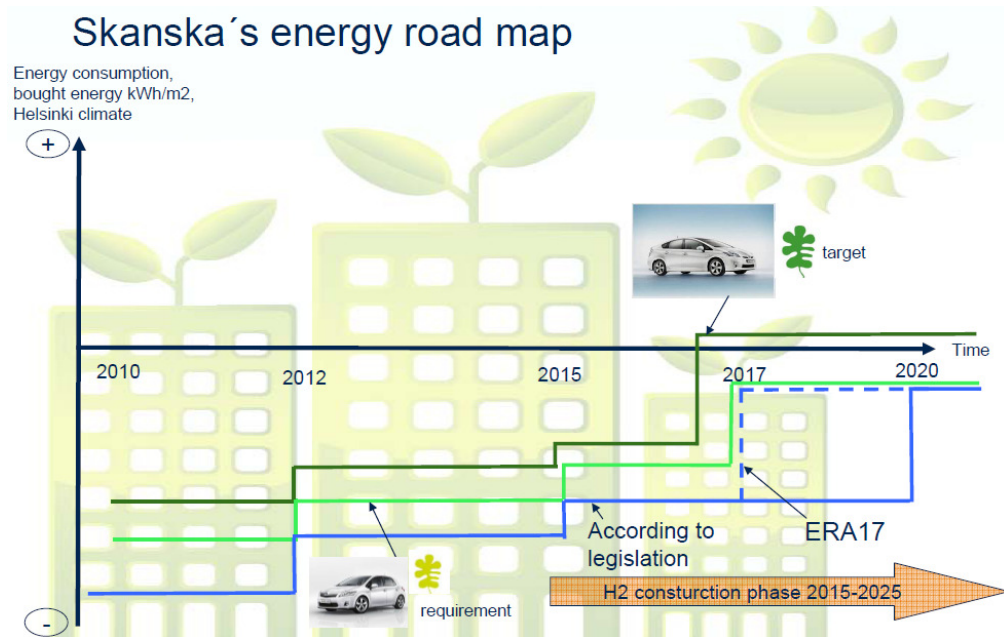 Skanska´s energy road map
Energy consumption,
bought energy kWh/m2,
Helsinki climate
+
target
Time
2010
2012
2015
2017
2020
According to
legislation
ERA17
requirement
H2 consturction phase 2015-2025
-